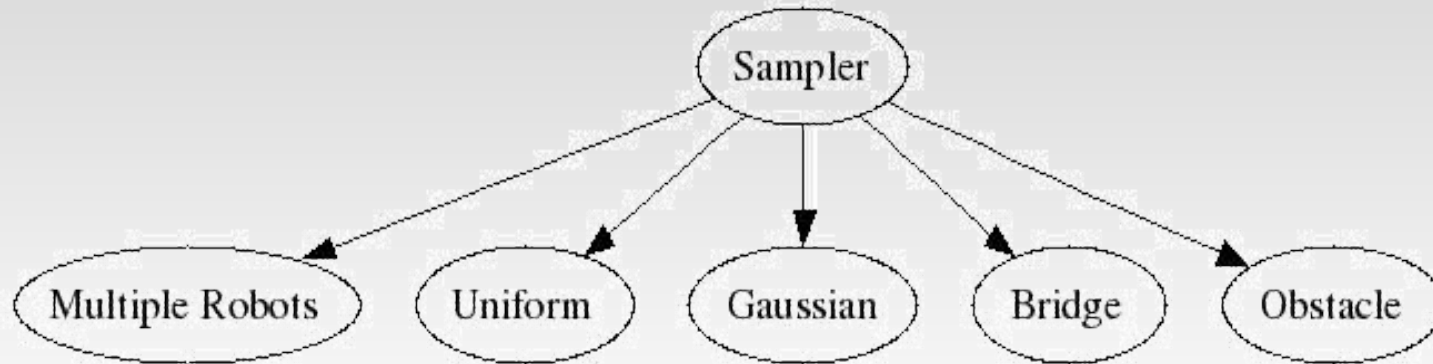 Sampler
Multiple Robots
Uniform
Gaussian
Bridge
Obstacle